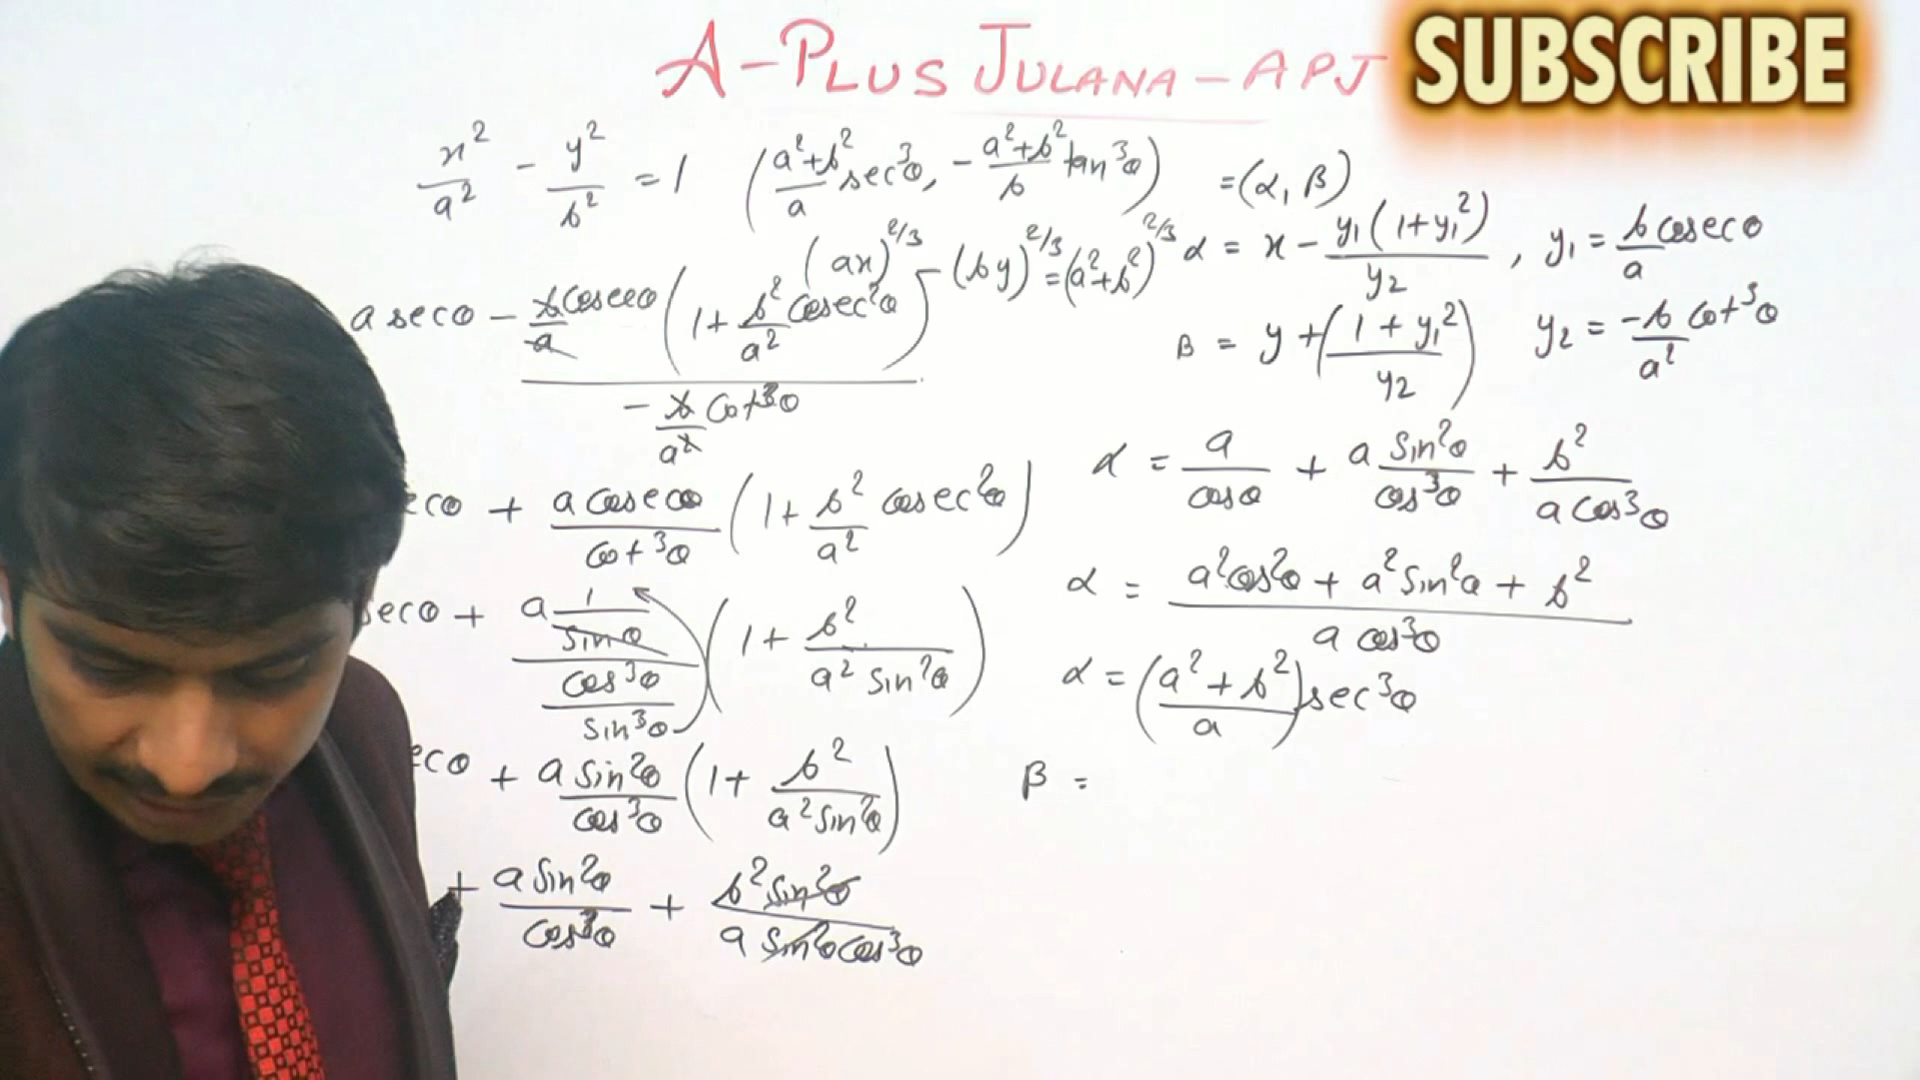 A-PLUS JULANA-APJ
SUBSCRIBE
x²/a² - y²/b² = 1 ((a²+b²)/a sec³θ, -(a²+b²)/b tan³θ) = (α, β)
(ax)^2/3 - (by)^2/3 = (a²+b²)^2/3
α = x - y₁(1+y₁²)/y₂, y₁ = b/a cosecθ
a secθ - b/a cosecθ (1 + b²/a² cosec²θ) / -b/a² cot³θ
β = y + ((1+y₁²)/y₂) y₂ = -b/a² cot³θ
ecθ + a cosecθ/cot³θ (1 + b²/a² cosec²θ)
α = a/cosθ + a sin²θ/cos³θ + b²/a cos³θ
secθ + a 1/sinθ / cos³θ/sin³θ (1 + b²/a² sin²θ)
α = (a²cos²θ + a² sin²θ + b²)/a cos³θ
α = ((a²+b²)/a) sec³θ
ecθ + a sin²θ/cos³θ (1 + b²/a² sin²θ)
β =
+ a sin²θ/cos³θ + b² sin²θ/a sin²θ cos³θ